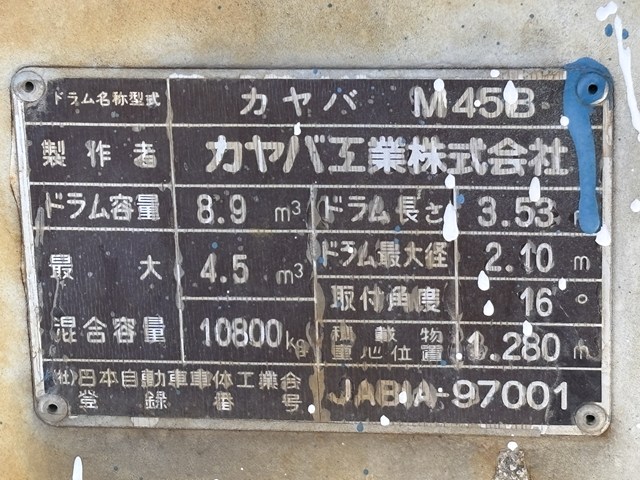 ドラム名称型式 カヤバ M45B
製作者 カヤバ工業株式会社
ドラム容量 8.9 m³ ドラム長さ 3.53
最大 4.5 m³ ドラム最大径 2.10 m
混合容量 10800kg 取付角度 16°
積載物重心位置 1.280 m
(社)日本自動車車体工業会
登録番号 JABIA-97001